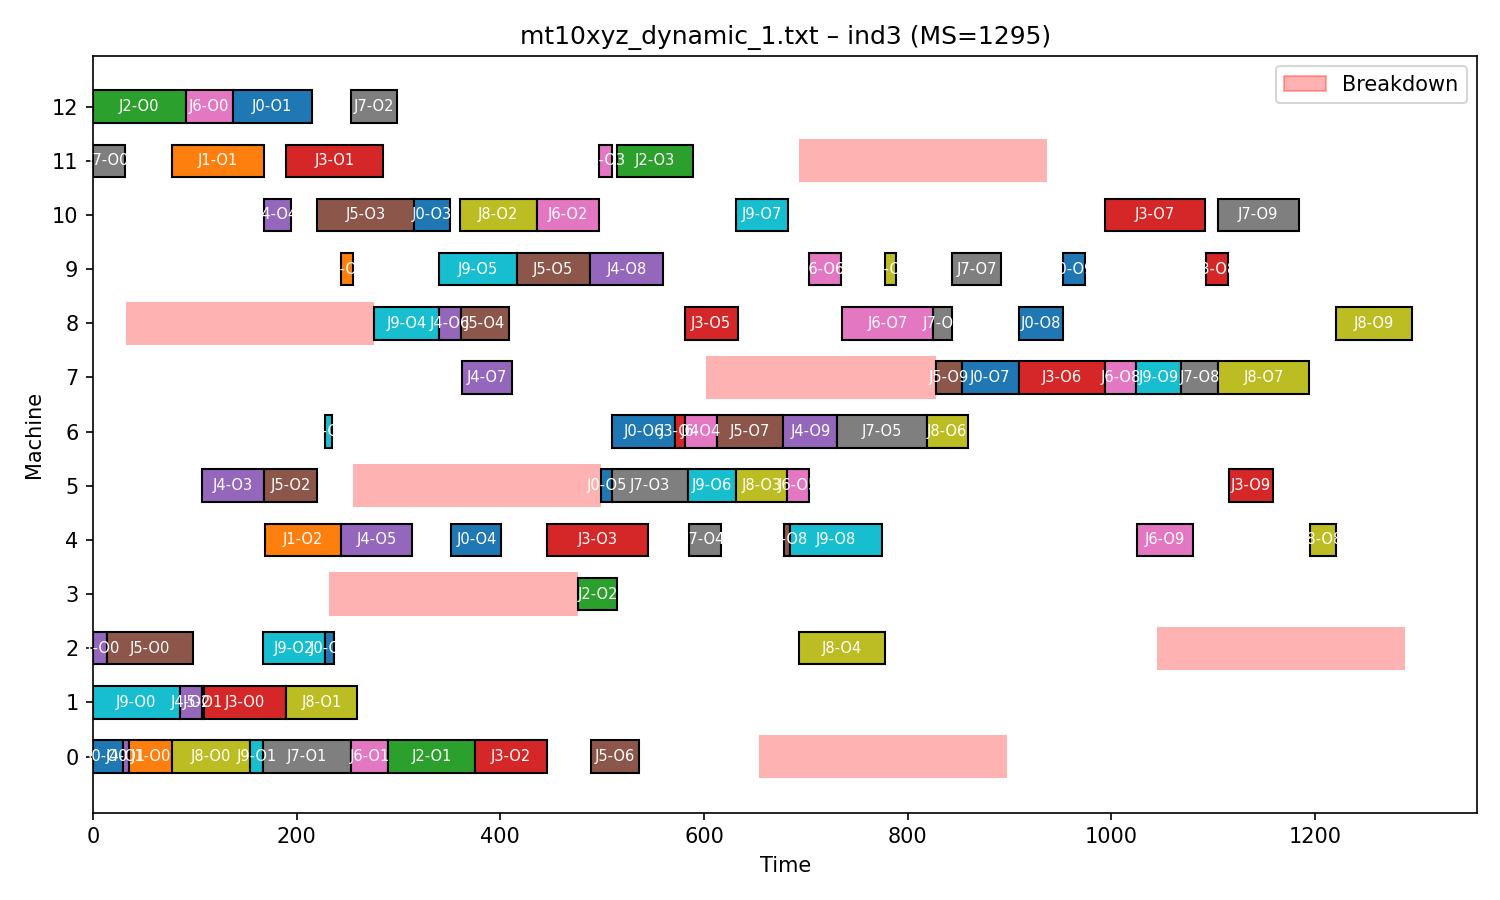 mt10xyz_dynamic_1.txt – ind3 (MS=1295)
Breakdown
Machine
12
J2-O0 J6-O0 J0-O1 J7-O2
11
J1-O1 J3-O1 J2-O3
10
J5-O3 J0-O3 J8-O2 J6-O2 J9-O7 J3-O7 J7-O9
9
J9-O5 J5-O5 J4-O8 J7-O7
8
J9-O4 J4-O6 J5-O4 J3-O5 J6-O7 J0-O8 J8-O9
7
J4-O7 J5-O9 J0-O7 J3-O6 J6-O8 J9-O9 J7-O8 J8-O7
6
J0-O6 J5-O7 J4-O9 J7-O5 J8-O6
5
J4-O3 J5-O2 J0-O5 J7-O3 J9-O6 J8-O3 J3-O9
4
J1-O2 J4-O5 J0-O4 J3-O3 J9-O8 J6-O9
3
J2-O2
2
J5-O0 J9-O2 J8-O4
1
J9-O0 J3-O0 J8-O1
0
J8-O0 J9-O1 J7-O1 J6-O1 J2-O1 J3-O2 J5-O6
0 200 400 600 800 1000 1200
Time